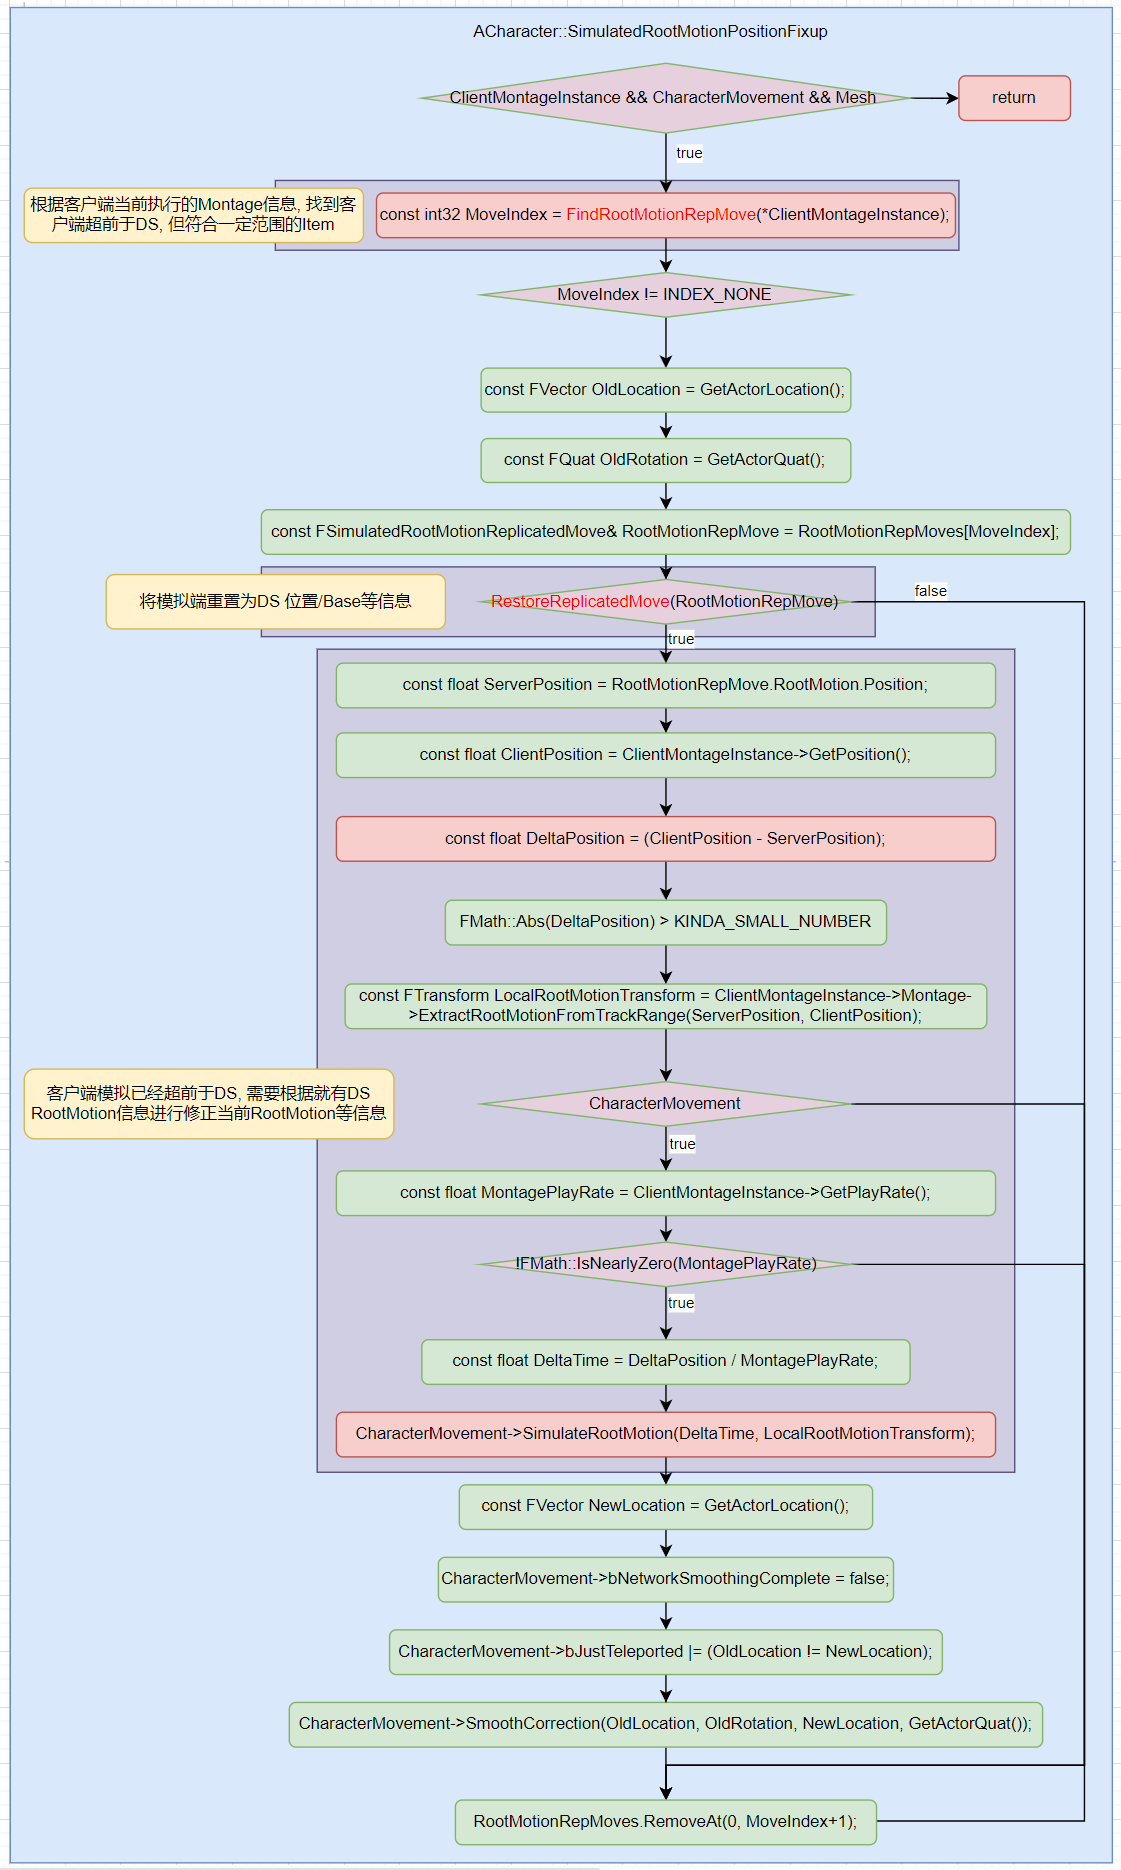 ACharacter::SimulatedRootMotionPositionFixup
ClientMontageInstance && CharacterMovement && Mesh
return
true
根据客户端当前执行的Montage信息, 找到客
户端超前于DS, 但符合一定范围的Item
const int32 MoveIndex = FindRootMotionRepMove(*ClientMontageInstance);
MoveIndex != INDEX_NONE
const FVector OldLocation = GetActorLocation();
const FQuat OldRotation = GetActorQuat();
const FSimulatedRootMotionReplicatedMove& RootMotionRepMove = RootMotionRepMoves[MoveIndex];
将模拟端重置为DS 位置/Base等信息
RestoreReplicatedMove(RootMotionRepMove)
false
true
const float ServerPosition = RootMotionRepMove.RootMotion.Position;
const float ClientPosition = ClientMontageInstance->GetPosition();
const float DeltaPosition = (ClientPosition - ServerPosition);
FMath::Abs(DeltaPosition) > KINDA_SMALL_NUMBER
const FTransform LocalRootMotionTransform = ClientMontageInstance->Montage-
>ExtractRootMotionFromTrackRange(ServerPosition, ClientPosition);
客户端模拟已经超前于DS, 需要根据就有DS
RootMotion信息进行修正当前RootMotion等信息
CharacterMovement
true
const float MontagePlayRate = ClientMontageInstance->GetPlayRate();
!FMath::IsNearlyZero(MontagePlayRate)
true
const float DeltaTime = DeltaPosition / MontagePlayRate;
CharacterMovement->SimulateRootMotion(DeltaTime, LocalRootMotionTransform);
const FVector NewLocation = GetActorLocation();
CharacterMovement->bNetworkSmoothingComplete = false;
CharacterMovement->bJustTeleported |= (OldLocation != NewLocation);
CharacterMovement->SmoothCorrection(OldLocation, OldRotation, NewLocation, GetActorQuat());
RootMotionRepMoves.RemoveAt(0, MoveIndex+1);